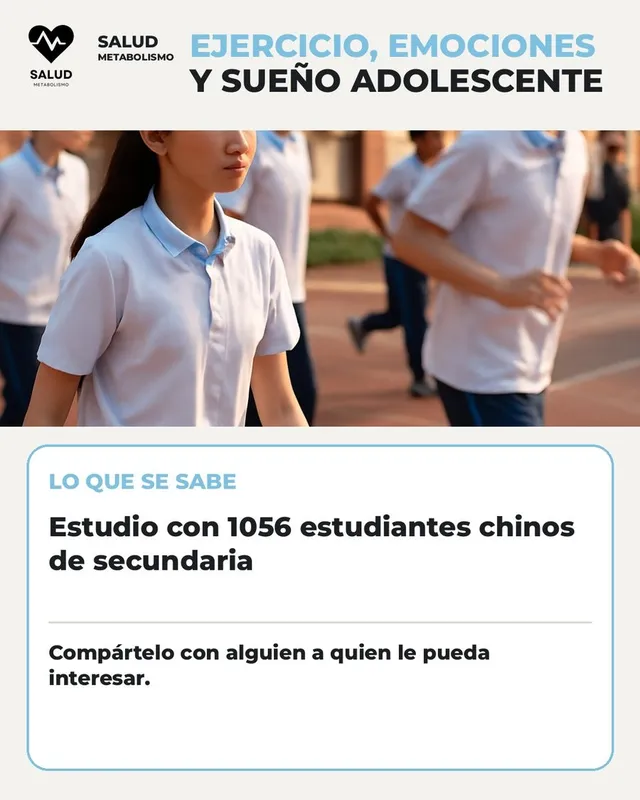 SALUD
METABOLISMO
SALUD
METABOLISMO
EJERCICIO, EMOCIONES
Y SUEÑO ADOLESCENTE
LO QUE SE SABE
Estudio con 1056 estudiantes chinos
de secundaria
Compártelo con alguien a quien le pueda
interesar.